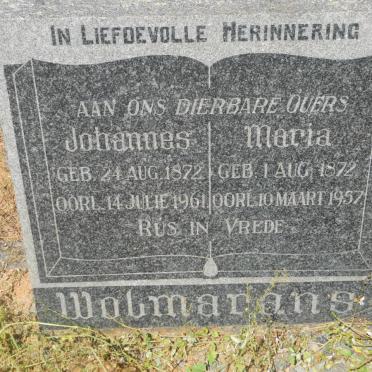 IN LIEFDEVOLLE HERINNERING
AAN ONS DIERBARE OUERS
Johannes Maria
GEB. 24 AUG. 1872 GEB. 1 AUG. 1872
OORL. 14 JULIE 1961 OORL. 10 MAART 1957
RUS IN VREDE
Wolmarans